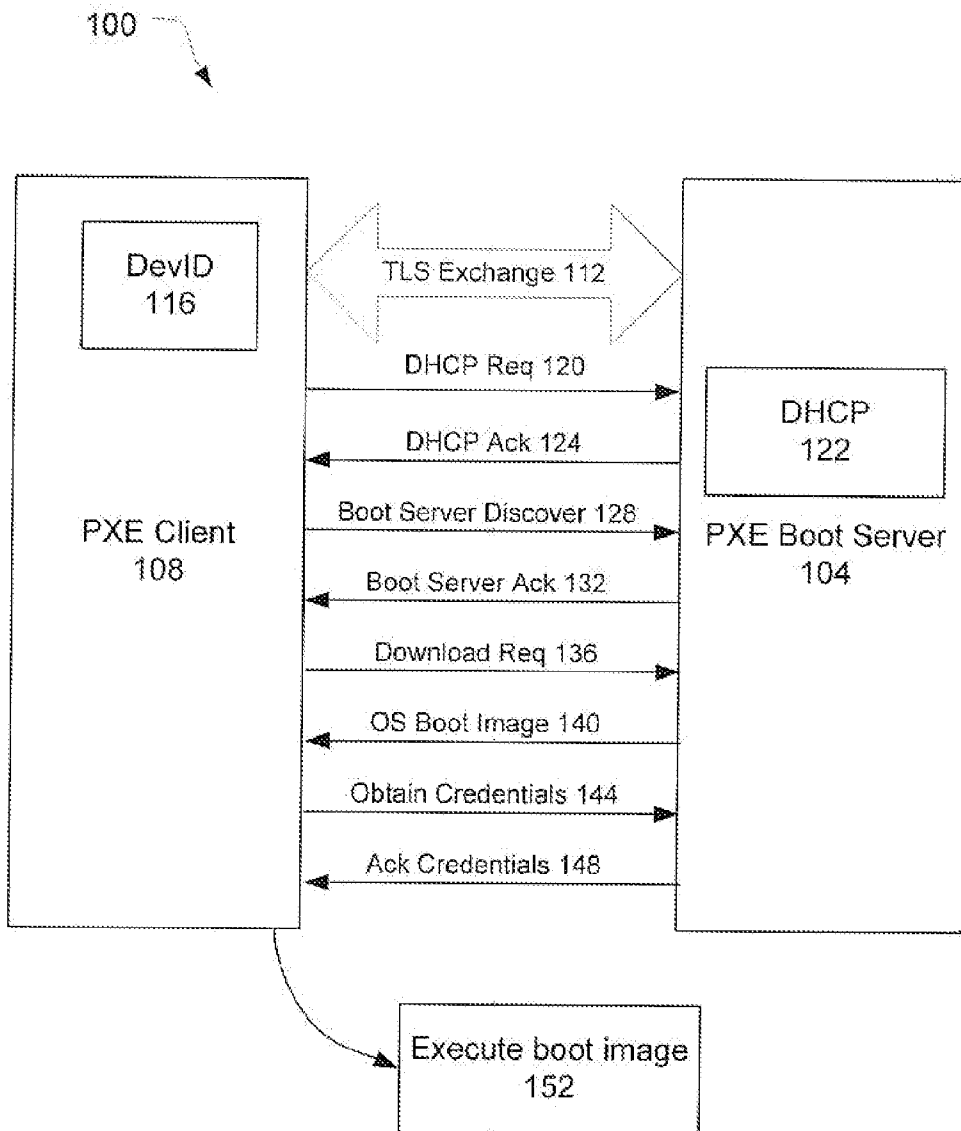 100
DevID
116
TLS Exchange 112
DHCP Req 120
DHCP
122
DHCP Ack 124
Boot Server Discover 128
PXE Client
108
PXE Boot Server
104
Boot Server Ack 132
Download Req 136
OS Boot Image 140
Obtain Credentials 144
Ack Credentials 148
Execute boot image
152